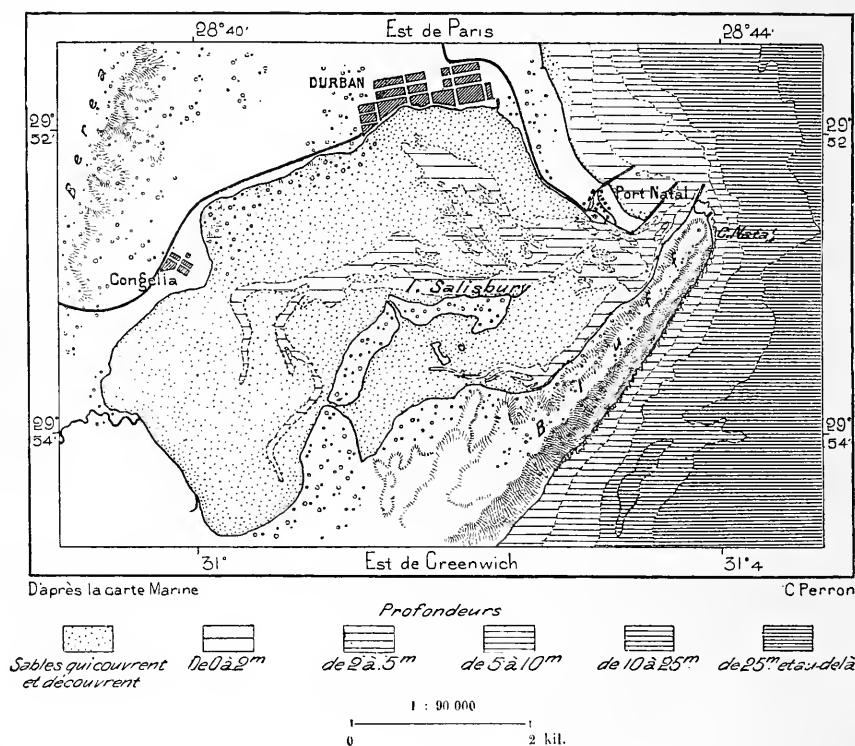 28°40' Est de Paris 28°44'
DURBAN
29°
52'
29°
52'
Berea
Port Natal
C. Natal
Congella
I. Salisbury
Bluff
29°
54'
29°
54'
31° Est de Greenwich 31°4
D'après la carte Marine C Perron
Profondeurs
Sables qui couvrent
et découvrent
De 0 à 2m
de 2 à 5m
de 5 à 10m
de 10 à 25m
de 25m et au-delà
1 : 90 000
0 2 kil.